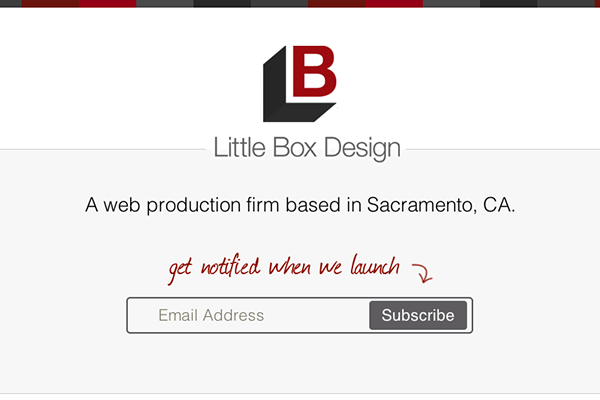 LB
Little Box Design
A web production firm based in Sacramento, CA.
get notified when we launch
Email Address
Subscribe